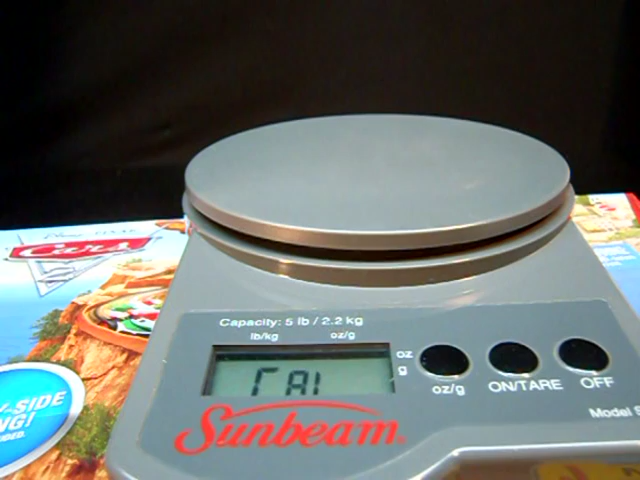 Cars
Y-SIDE
NG!
Capacity: 5 lb / 2.2 kg
lb/kg oz/g
CAL
oz
g
oz/g ON/TARE OFF
Sunbeam
Model